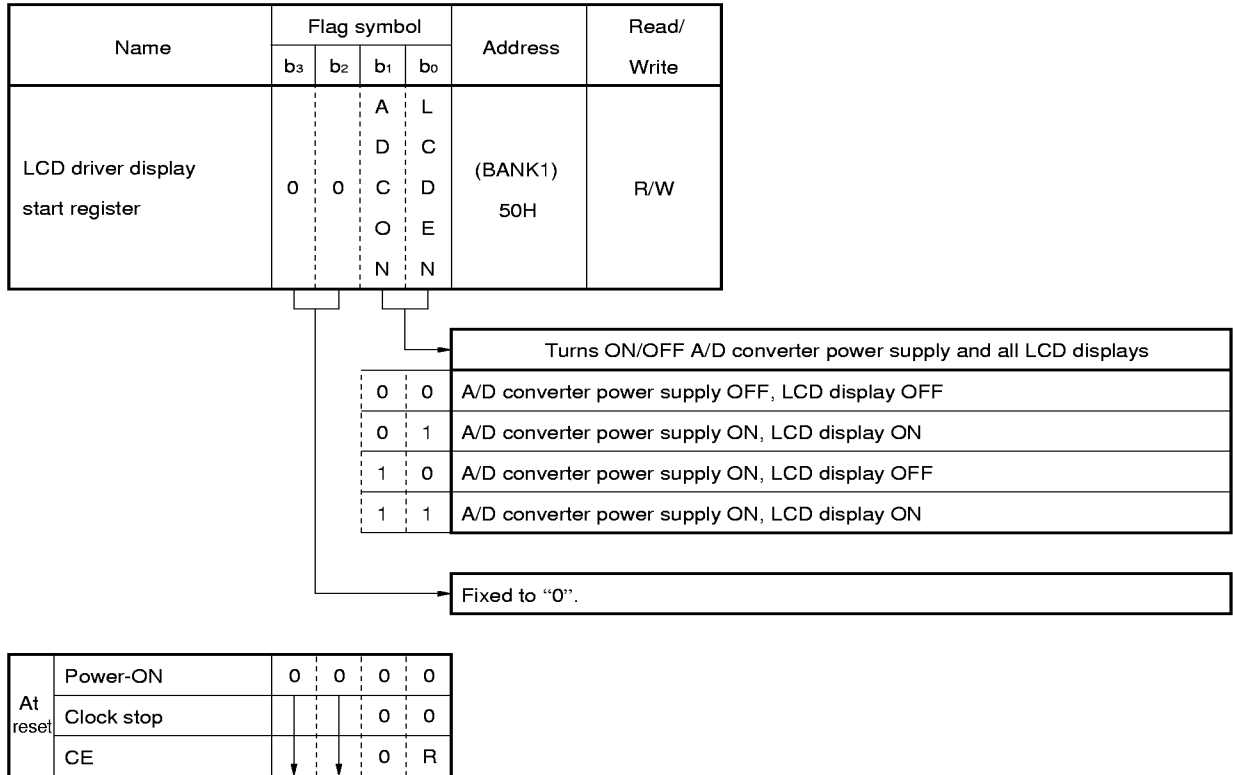 Name
Flag symbol
Address
Read/
Write
b3 b2 b1 b0
LCD driver display
start register
0 0
A
D
C
O
N
L
C
D
E
N
(BANK1)
50H
R/W
Turns ON/OFF A/D converter power supply and all LCD displays
0 0 A/D converter power supply OFF, LCD display OFF
0 1 A/D converter power supply ON, LCD display ON
1 0 A/D converter power supply ON, LCD display OFF
1 1 A/D converter power supply ON, LCD display ON
Fixed to “0”.
At
reset
Power-ON 0 0 0 0
Clock stop 0 0
CE 0 R